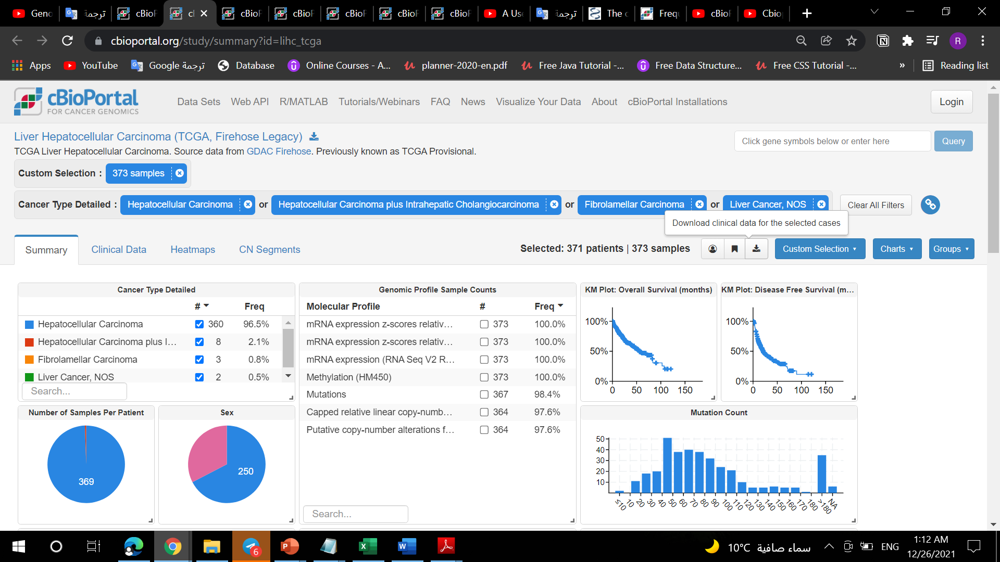 Geno
ترجمة
cBioP
cl
cBioF
cBioF
cBioF
cBioF
cBioF
A Use
ترجمة
The c
Frequ
cBioF
Cbio
cbioportal.org/study/summary?id=lihc_tcga
R
Apps
YouTube
ترجمة Google
Database
Online Courses - A...
planner-2020-en.pdf
Free Java Tutorial -...
Free Data Structure...
Free CSS Tutorial -...
»
Reading list
cBioPortal
FOR CANCER GENOMICS
Data Sets
Web API
R/MATLAB
Tutorials/Webinars
FAQ
News
Visualize Your Data
About
cBioPortal Installations
Login
Liver Hepatocellular Carcinoma (TCGA, Firehose Legacy)
TCGA Liver Hepatocellular Carcinoma. Source data from GDAC Firehose. Previously known as TCGA Provisional.
Click gene symbols below or enter here
Query
Custom Selection : 373 samples
Cancer Type Detailed : Hepatocellular Carcinoma or Hepatocellular Carcinoma plus Intrahepatic Cholangiocarcinoma or Fibrolamellar Carcinoma or Liver Cancer, NOS
Clear All Filters
Download clinical data for the selected cases
Summary
Clinical Data
Heatmaps
CN Segments
Selected: 371 patients | 373 samples
Custom Selection
Charts
Groups
Cancer Type Detailed
# Freq
Hepatocellular Carcinoma 360 96.5%
Hepatocellular Carcinoma plus I... 8 2.1%
Fibrolamellar Carcinoma 3 0.8%
Liver Cancer, NOS 2 0.5%
Search...
Genomic Profile Sample Counts
Molecular Profile # Freq
mRNA expression z-scores relativ... 373 100.0%
mRNA expression z-scores relativ... 373 100.0%
mRNA expression (RNA Seq V2 R... 373 100.0%
Methylation (HM450) 373 100.0%
Mutations 367 98.4%
Capped relative linear copy-numb... 364 97.6%
Putative copy-number alterations f... 364 97.6%
Search...
KM Plot: Overall Survival (months)
100%
50%
0%
0 50 100 150
KM Plot: Disease Free Survival (m...
100%
50%
0%
0 50 100 150
Number of Samples Per Patient
369
Sex
250
Mutation Count
50
40
30
20
10
≤10 10 20 30 40 50 60 70 80 90 100 110 120 130 140 150 160 170 180 >180 NA
6
10°C سماء صافية
ENG
1:12 AM
12/26/2021